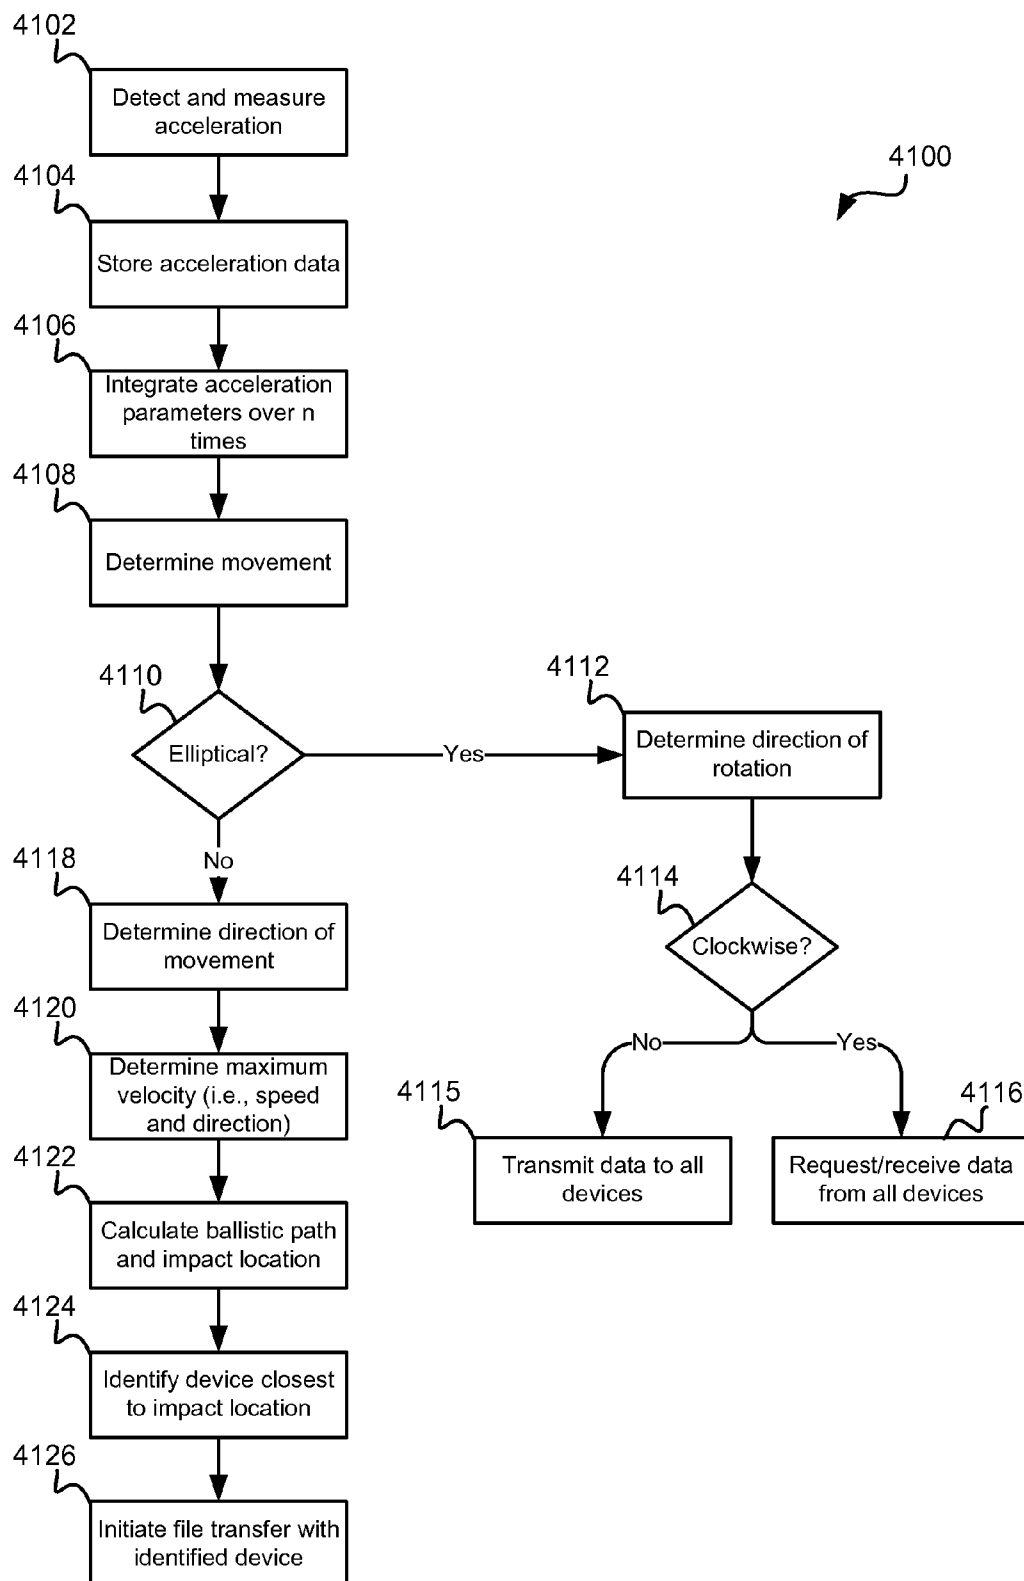 4102
Detect and measure
acceleration
4100
4104
Store acceleration data
4106
Integrate acceleration
parameters over n
times
4108
Determine movement
4110
Elliptical?
Yes
4112
Determine direction of
rotation
No
4114
Clockwise?
4118
Determine direction of
movement
4120
Determine maximum
velocity (i.e., speed
and direction)
No
Yes
4115
Transmit data to all
devices
4116
Request/receive data
from all devices
4122
Calculate ballistic path
and impact location
4124
Identify device closest
to impact location
4126
Initiate file transfer with
identified device